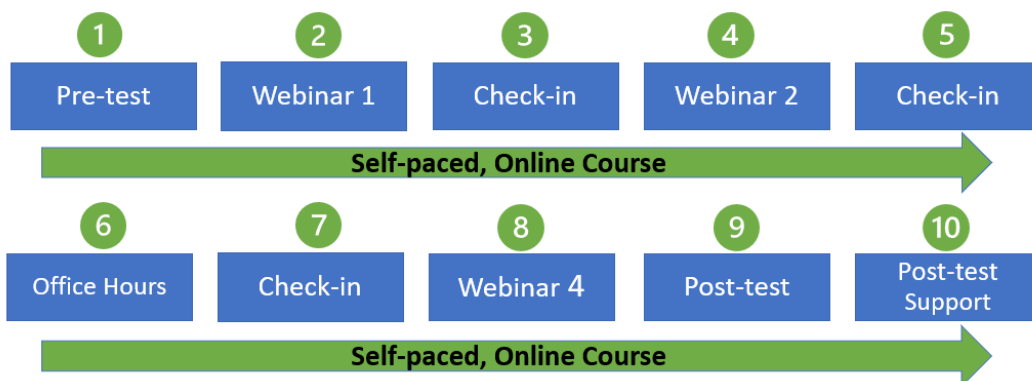 1 2 3 4 5
Pre-test Webinar 1 Check-in Webinar 2 Check-in
Self-paced, Online Course
6 7 8 9 10
Office Hours Check-in Webinar 4 Post-test Post-test
Support
Self-paced, Online Course